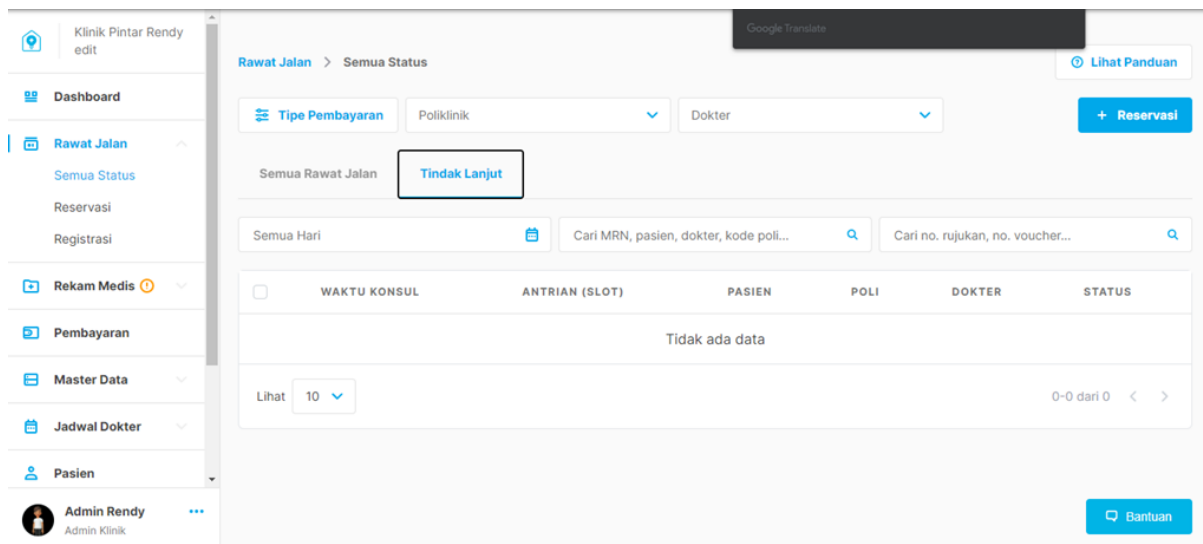 Klinik Pintar Rendy
edit
Dashboard
Rawat Jalan
Semua Status
Reservasi
Registrasi
Rekam Medis
Pembayaran
Master Data
Jadwal Dokter
Pasien
Admin Rendy
Admin Klinik
Google Translate
Rawat Jalan > Semua Status
Lihat Panduan
Tipe Pembayaran
Poliklinik
Dokter
+ Reservasi
Semua Rawat Jalan
Tindak Lanjut
Semua Hari
Cari MRN, pasien, dokter, kode poli...
Cari no. rujukan, no. voucher...
WAKTU KONSUL ANTRIAN (SLOT) PASIEN POLI DOKTER STATUS
Tidak ada data
Lihat 10
0-0 dari 0 < >
Bantuan